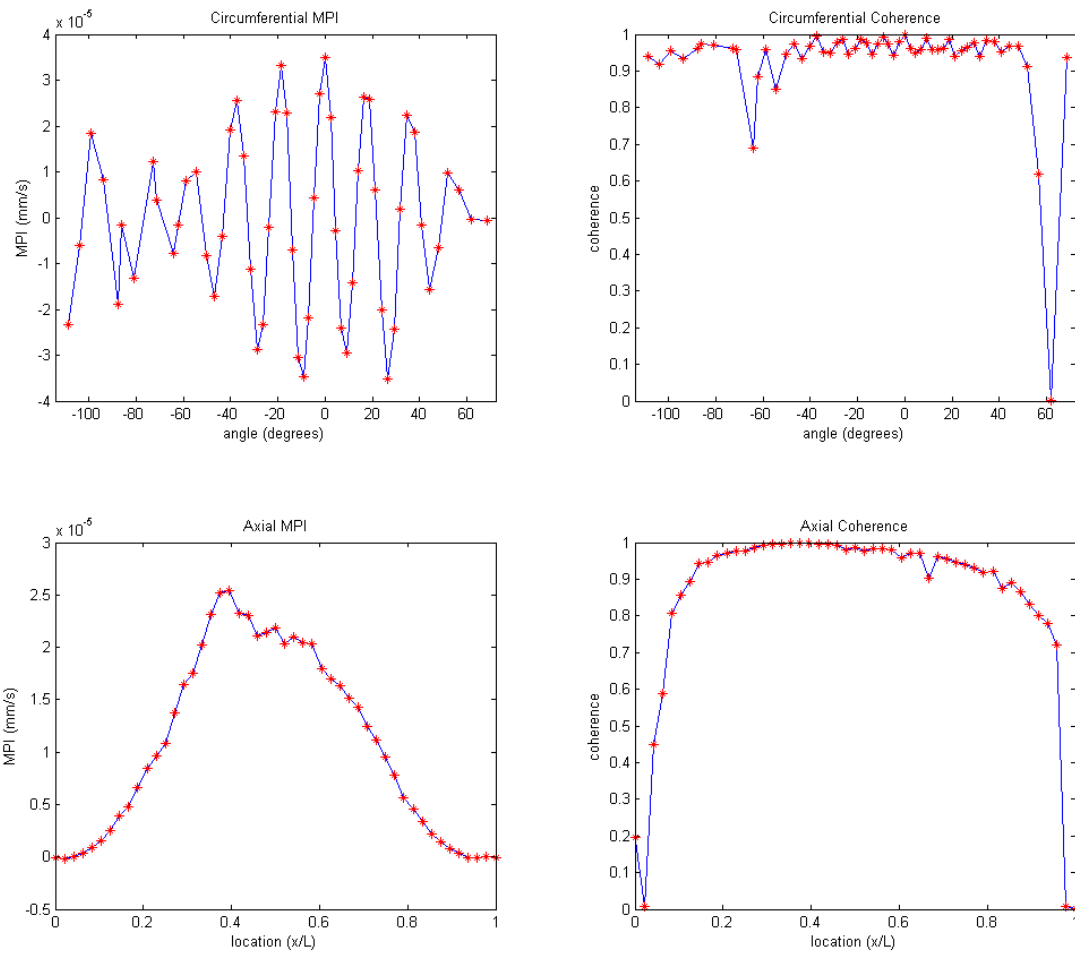 Circumferential MPI
x 10^-5
4
3
2
1
0
-1
-2
-3
-4
MPI (mm/s)
-100 -80 -60 -40 -20 0 20 40 60
angle (degrees)
Circumferential Coherence
1
0.9
0.8
0.7
0.6
0.5
0.4
0.3
0.2
0.1
0
coherence
-100 -80 -60 -40 -20 0 20 40 60
angle (degrees)
Axial MPI
x 10^-5
3
2.5
2
1.5
1
0.5
0
-0.5
MPI (mm/s)
0 0.2 0.4 0.6 0.8 1
location (x/L)
Axial Coherence
1
0.9
0.8
0.7
0.6
0.5
0.4
0.3
0.2
0.1
0
coherence
0 0.2 0.4 0.6 0.8 1
location (x/L)